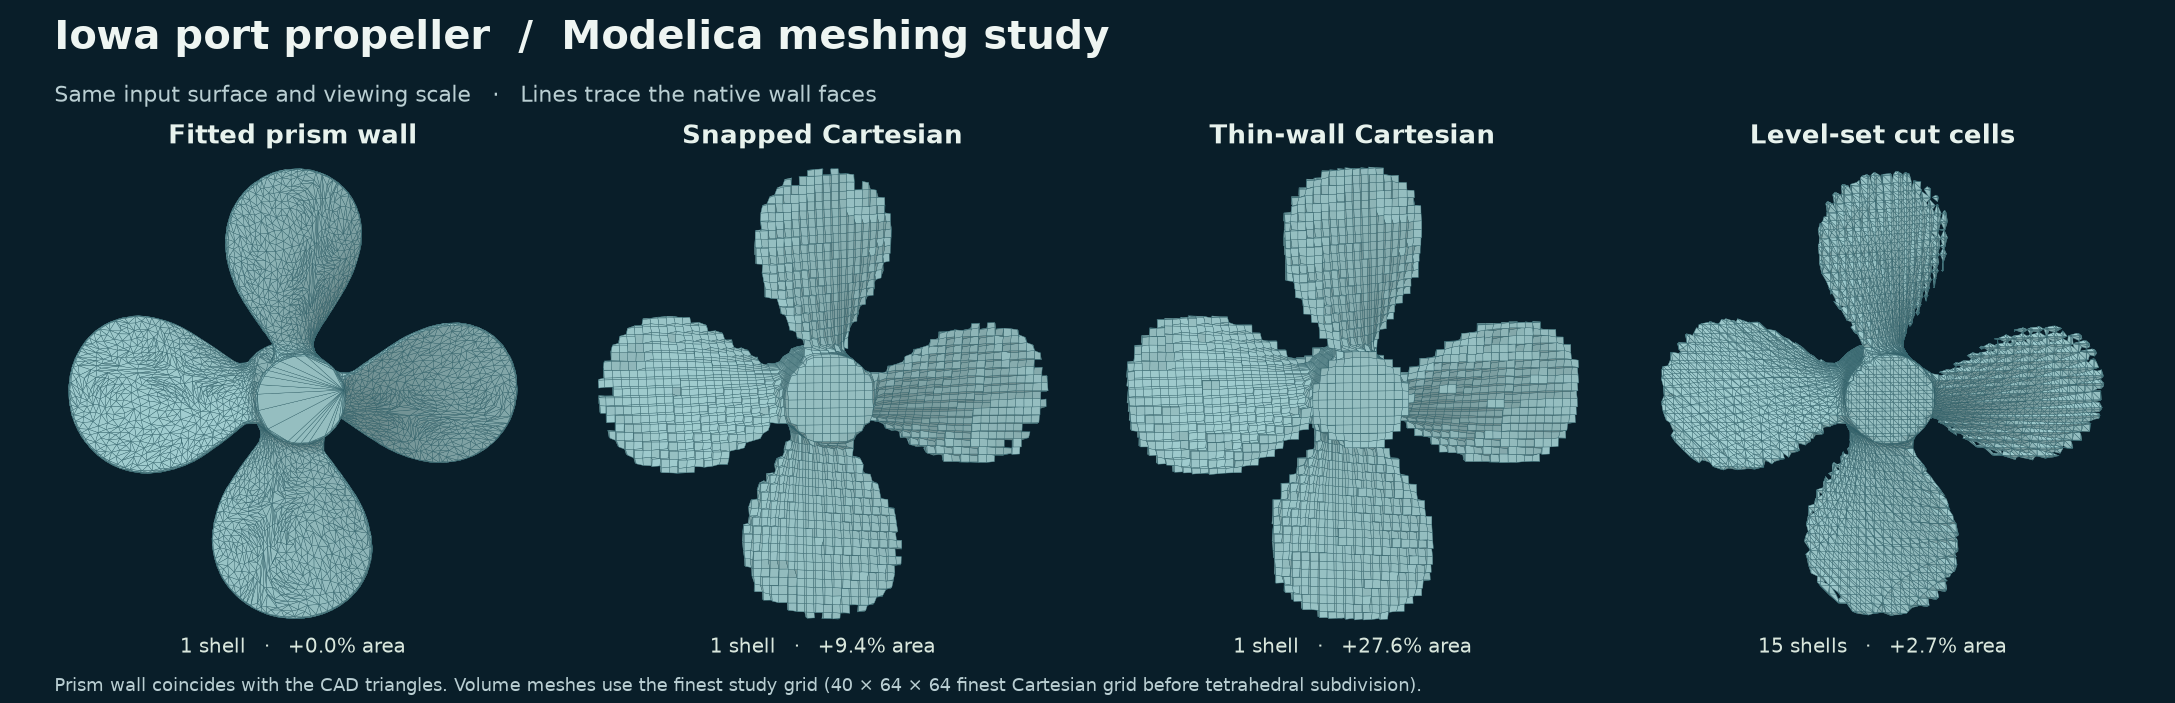 Iowa port propeller / Modelica meshing study
Same input surface and viewing scale · Lines trace the native wall faces
Fitted prism wall
Snapped Cartesian
Thin-wall Cartesian
Level-set cut cells
1 shell · +0.0% area
1 shell · +9.4% area
1 shell · +27.6% area
15 shells · +2.7% area
Prism wall coincides with the CAD triangles. Volume meshes use the finest study grid (40 × 64 × 64 finest Cartesian grid before tetrahedral subdivision).